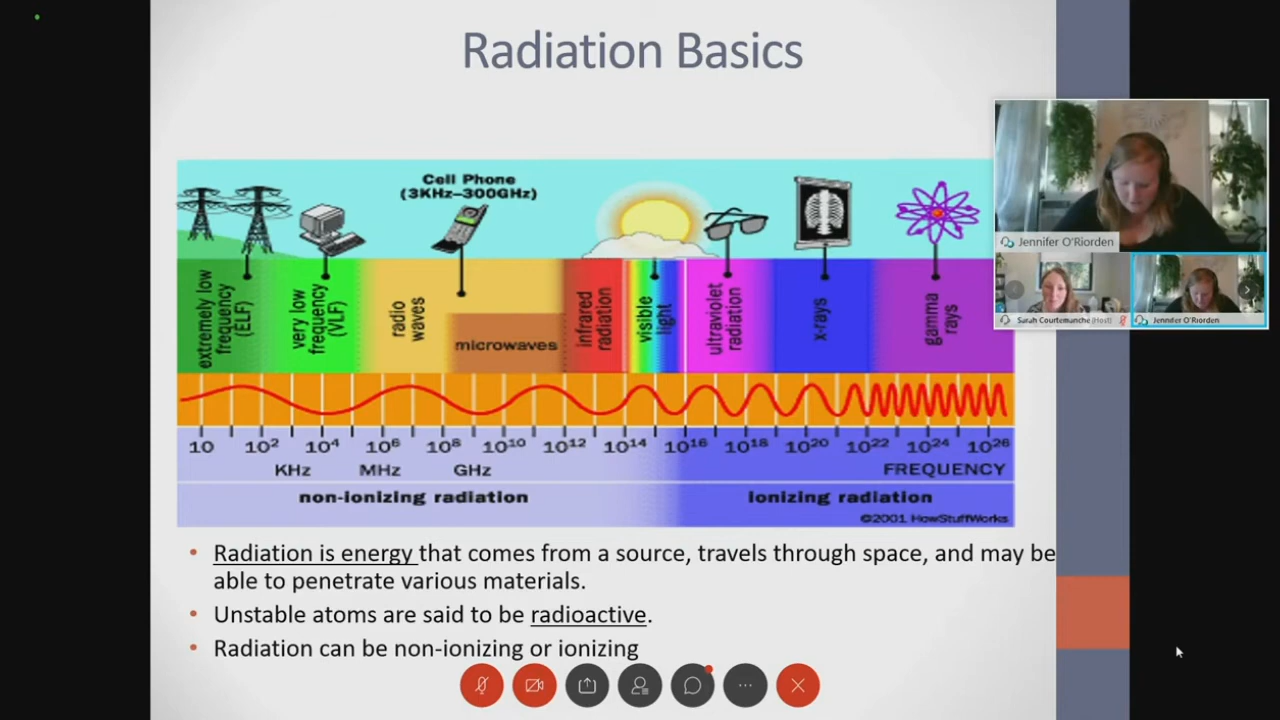 Radiation Basics
Cell Phone
(3KHz–300GHz)
extremely low
frequency
(ELF)
very low
frequency
(VLF)
radio
waves
microwaves
infrared
radiation
visible
light
ultraviolet
radiation
x-rays
gamma
rays
10 10² 10⁴ 10⁶ 10⁸ 10¹⁰ 10¹² 10¹⁴ 10¹⁶ 10¹⁸ 10²⁰ 10²² 10²⁴ 10²⁶
KHz MHz GHz FREQUENCY
non-ionizing radiation ionizing radiation
©2001 HowStuffWorks
• Radiation is energy that comes from a source, travels through space, and may be
able to penetrate various materials.
• Unstable atoms are said to be radioactive.
• Radiation can be non-ionizing or ionizing
Jennifer O'Riorden
Sarah Courtemanche (Host)
Jennifer O'Riorden